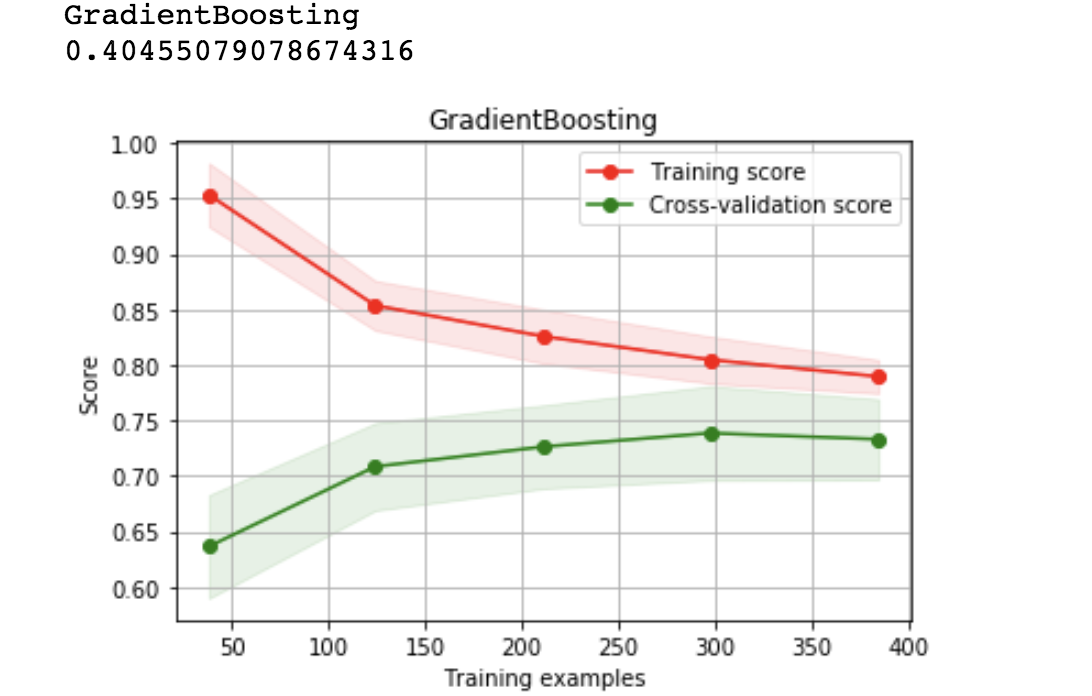 GradientBoosting
0.40455079078674316
GradientBoosting
1.00
0.95
0.90
0.85
0.80
0.75
0.70
0.65
0.60
Score
Training score
Cross-validation score
50 100 150 200 250 300 350 400
Training examples